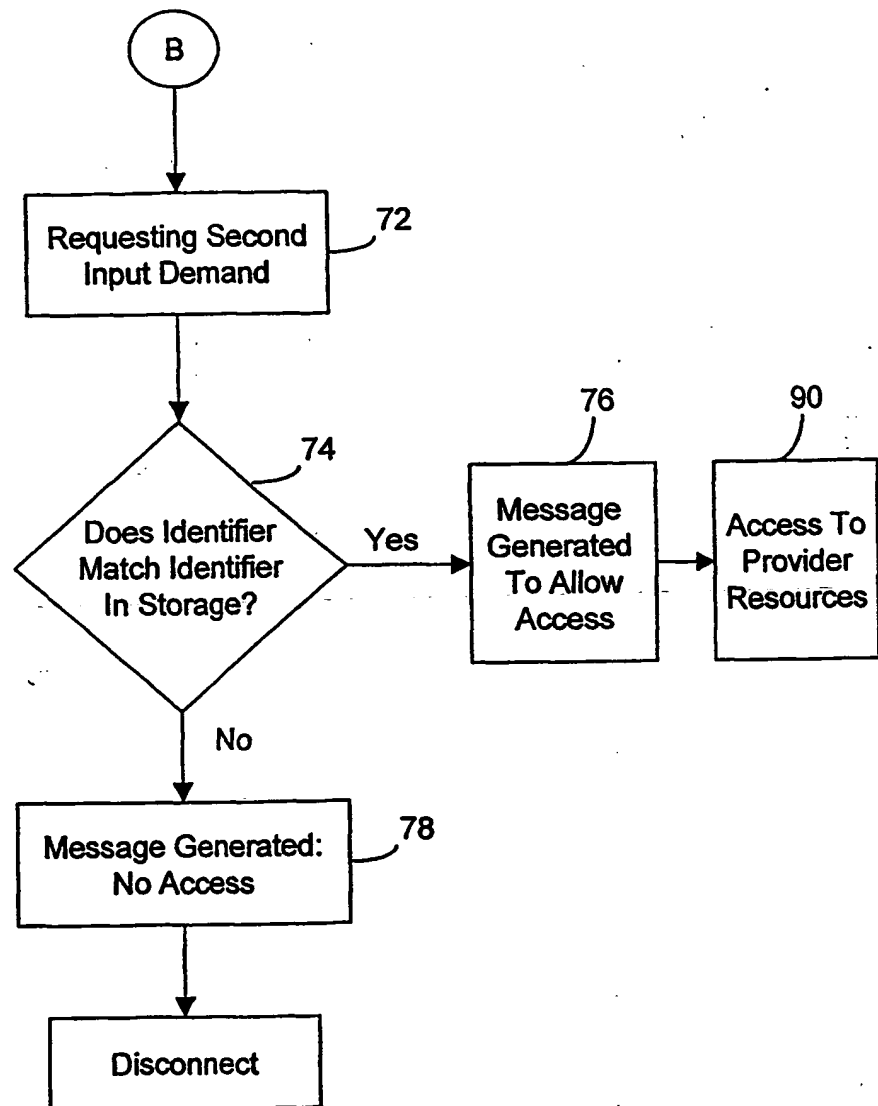 B
Requesting Second
Input Demand
72
74
Does Identifier
Match Identifier
In Storage?
Yes
76
Message
Generated
To Allow
Access
90
Access To
Provider
Resources
No
Message Generated:
No Access
78
Disconnect